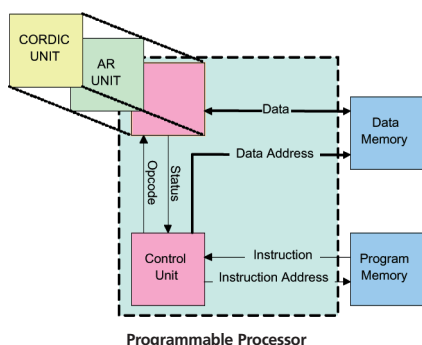 CORDIC
UNIT
AR
UNIT
Data
Data
Memory
Data Address
Opcode
Status
Control
Unit
Instruction
Instruction Address
Program
Memory
Programmable Processor